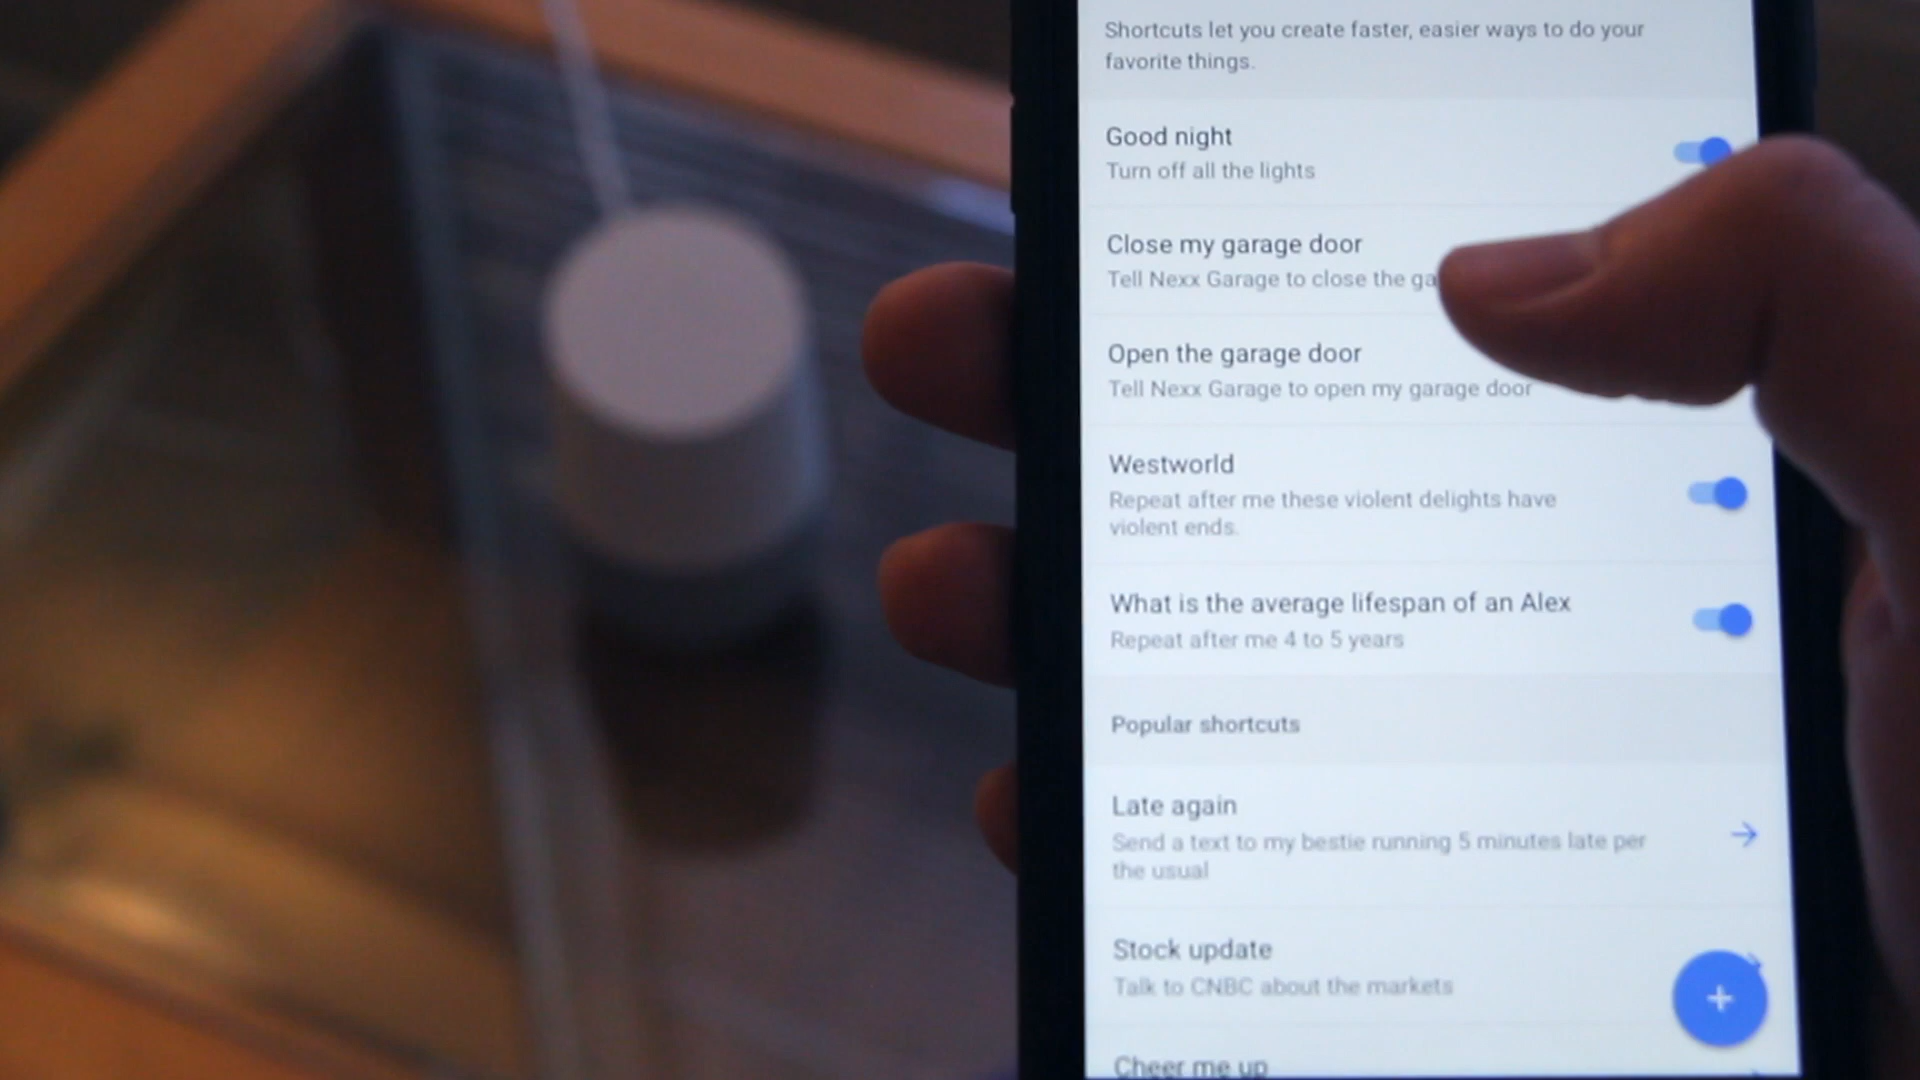 Shortcuts let you create faster, easier ways to do your
favorite things.
Good night
Turn off all the lights
Close my garage door
Tell Nexx Garage to close the ga
Open the garage door
Tell Nexx Garage to open my garage door
Westworld
Repeat after me these violent delights have
violent ends.
What is the average lifespan of an Alex
Repeat after me 4 to 5 years
Popular shortcuts
Late again
Send a text to my bestie running 5 minutes late per
the usual
Stock update
Talk to CNBC about the markets
Cheer me up